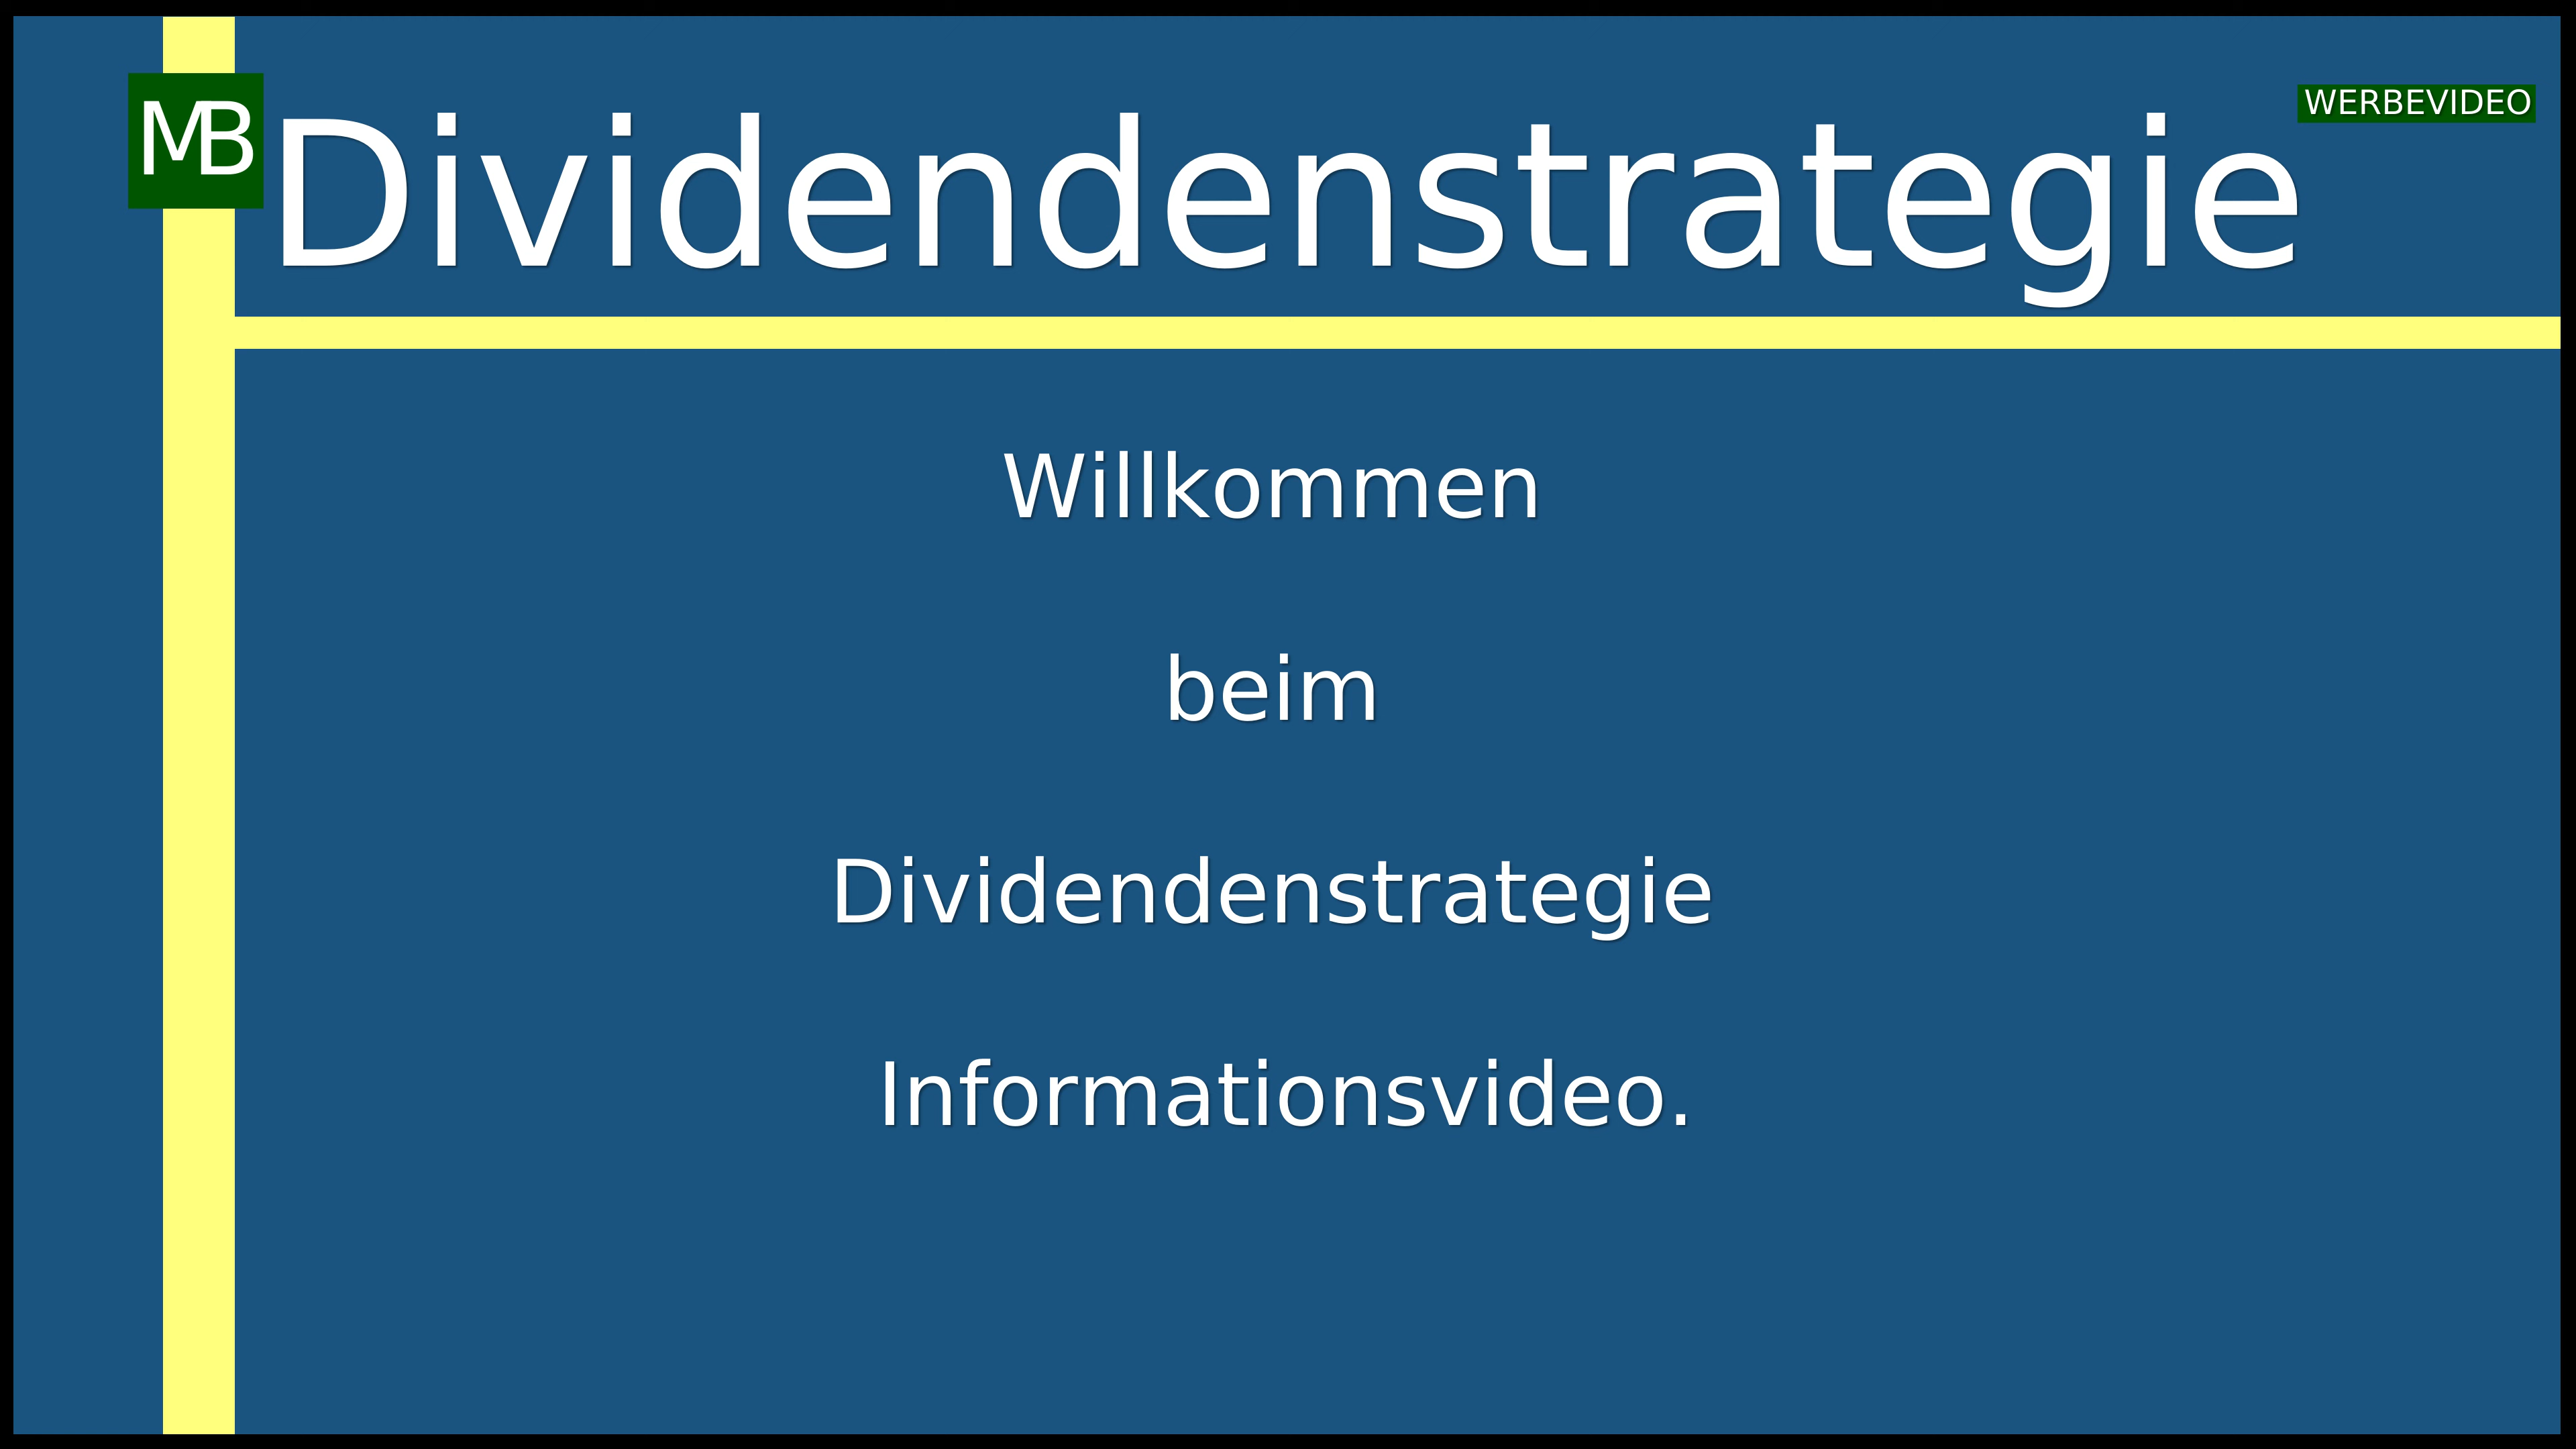 MB
Dividendenstrategie
WERBEVIDEO
Willkommen
beim
Dividendenstrategie
Informationsvideo.